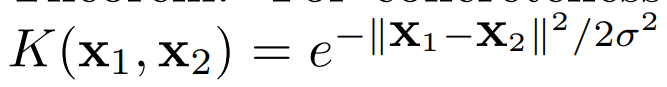 K(x₁, x₂) = e^{−‖x₁−x₂‖²/2σ²}